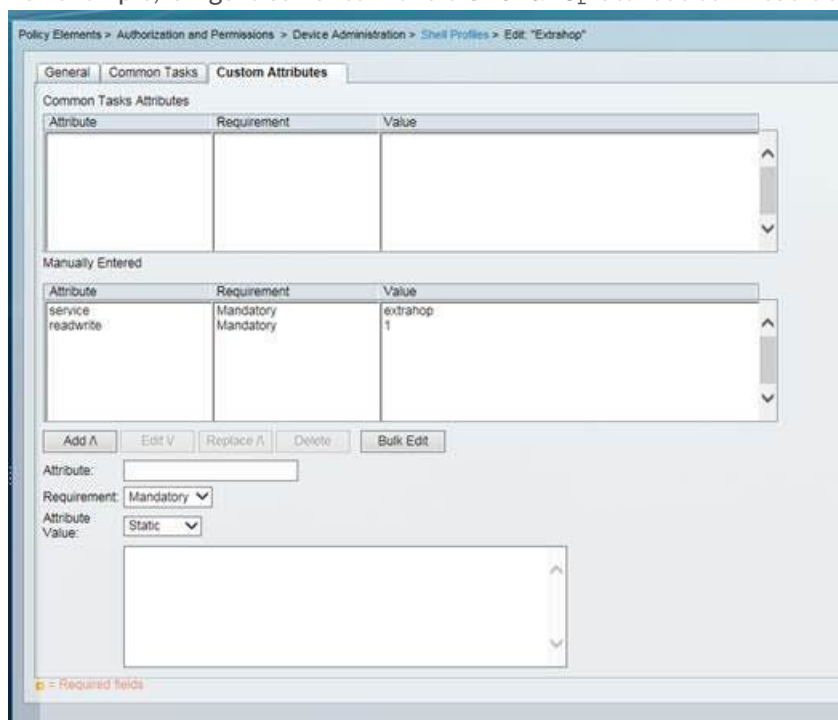 Policy Elements > Authorization and Permissions > Device Administration > Shell Profiles > Edit: "Extrahop"
General Common Tasks Custom Attributes
Common Tasks Attributes
Attribute Requirement Value
Manually Entered
Attribute Requirement Value
service Mandatory extrahop
readwrite Mandatory 1
Add Λ Edit V Replace Λ Delete Bulk Edit
Attribute:
Requirement: Mandatory
Attribute Value: Static
= Required fields